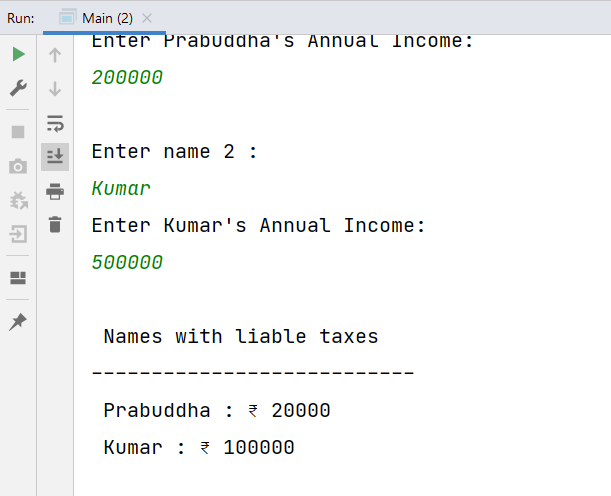 Run: Main (2) ×
Enter Prabuddha's Annual Income:
200000
Enter name 2 :
Kumar
Enter Kumar's Annual Income:
500000
Names with liable taxes
---------------------------
Prabuddha : ₹ 20000
Kumar : ₹ 100000